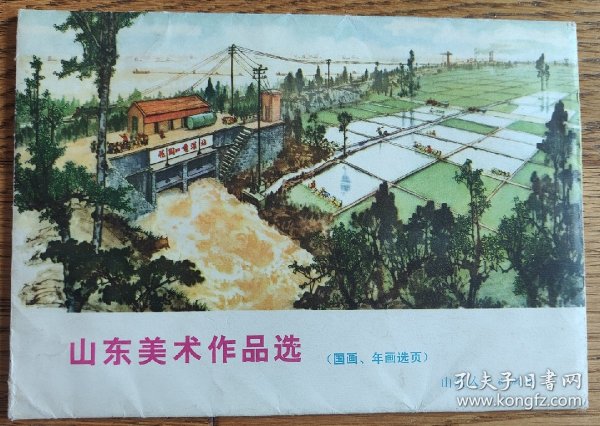 山东美术作品选
（国画、年画选页）
山
孔夫子旧书网
www.kongfz.com